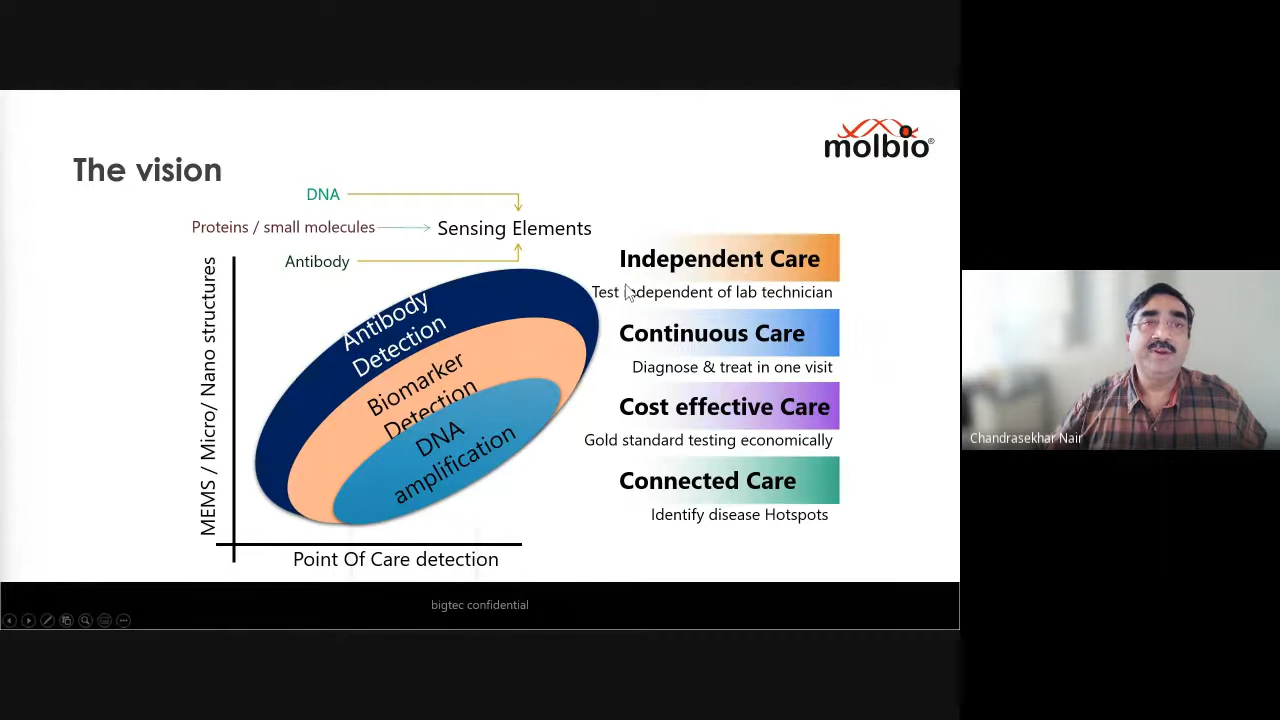 molbio®
The vision
DNA
Proteins / small molecules
Sensing Elements
Antibody
MEMS / Micro/ Nano structures
Antibody
Detection
Biomarker
Detection
DNA
amplification
Point Of Care detection
Independent Care
Test independent of lab technician
Continuous Care
Diagnose & treat in one visit
Cost effective Care
Gold standard testing economically
Connected Care
Identify disease Hotspots
Chandrasekhar Nair
bigtec confidential